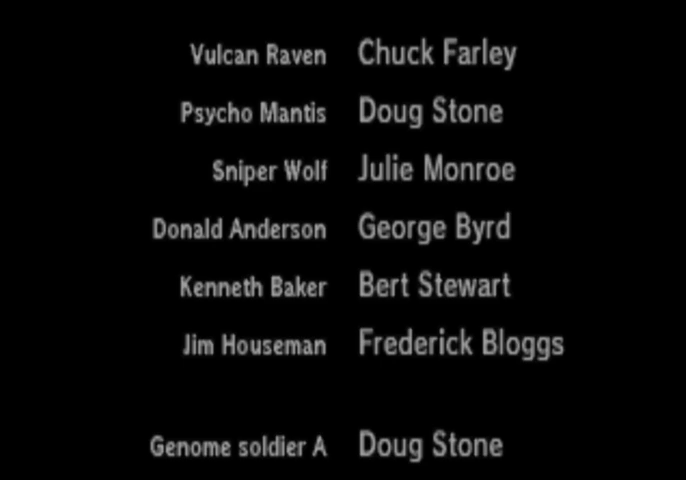 Vulcan Raven Chuck Farley
Psycho Mantis Doug Stone
Sniper Wolf Julie Monroe
Donald Anderson George Byrd
Kenneth Baker Bert Stewart
Jim Houseman Frederick Bloggs
Genome soldier A Doug Stone